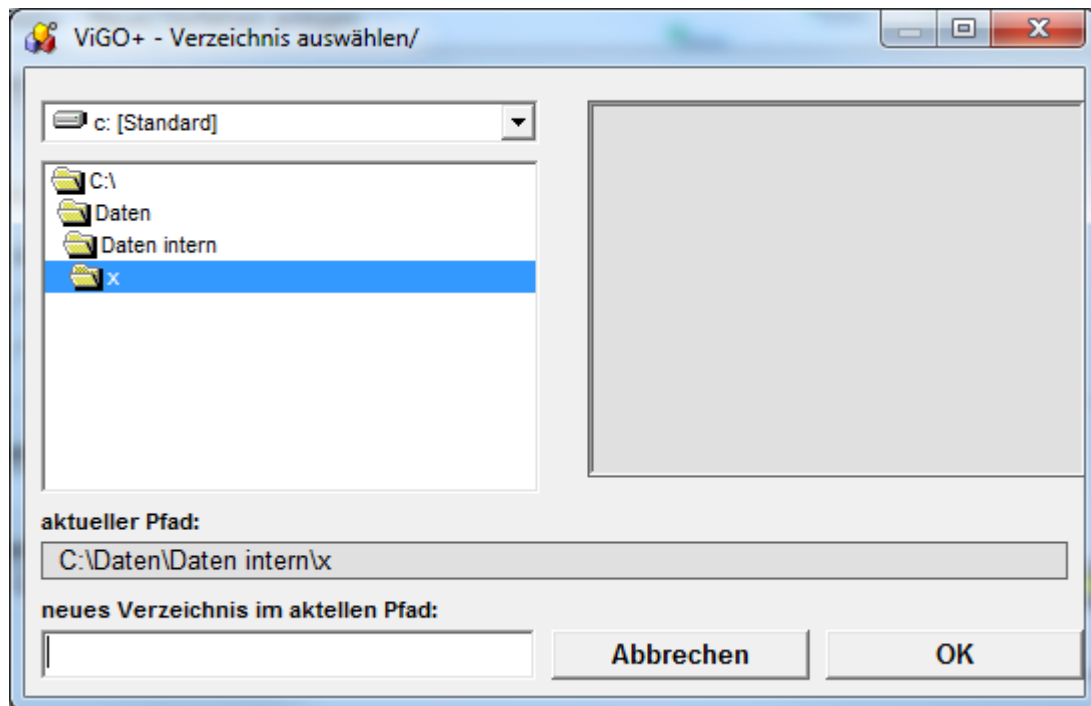 ViGO+ - Verzeichnis auswählen/
c: [Standard]
C:\
Daten
Daten intern
x
aktueller Pfad:
C:\Daten\Daten intern\x
neues Verzeichnis im aktellen Pfad:
Abbrechen
OK